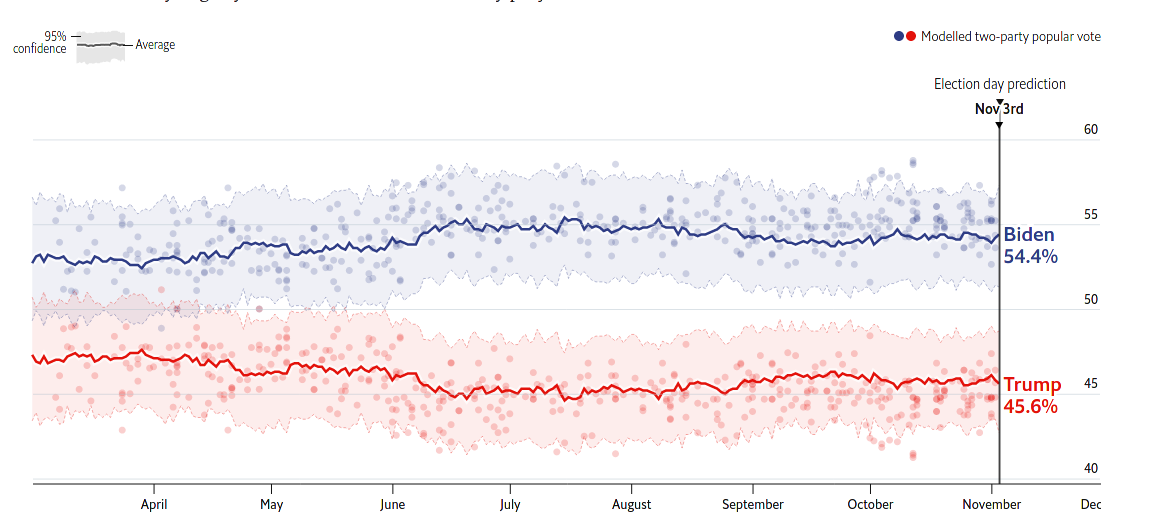 95%
confidence
Average
Modelled two-party popular vote
Election day prediction
Nov 3rd
60
55
Biden
54.4%
50
45
Trump
45.6%
40
April May June July August September October November Dec